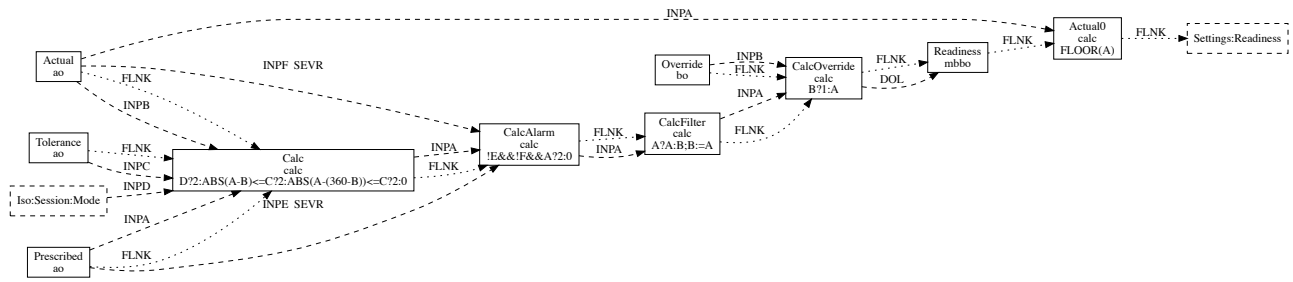 INPA
Actual0
calc
FLOOR(A)
FLNK
Settings:Readiness
Actual
ao
FLNK
INPB
INPF  SEVR
Override
bo
INPB
FLNK
CalcOverride
calc
B?1:A
FLNK
DOL
Readiness
mbbo
FLNK
Tolerance
ao
FLNK
INPC
Iso:Session:Mode
INPD
Calc
calc
D?2:ABS(A-B)<=C?2:ABS(A-(360-B))<=C?2:0
INPA
FLNK
CalcAlarm
calc
!E&&!F&&A?2:0
FLNK
INPA
CalcFilter
calc
A?A:B;B:=A
INPA
FLNK
Prescribed
ao
INPA
FLNK
INPE  SEVR